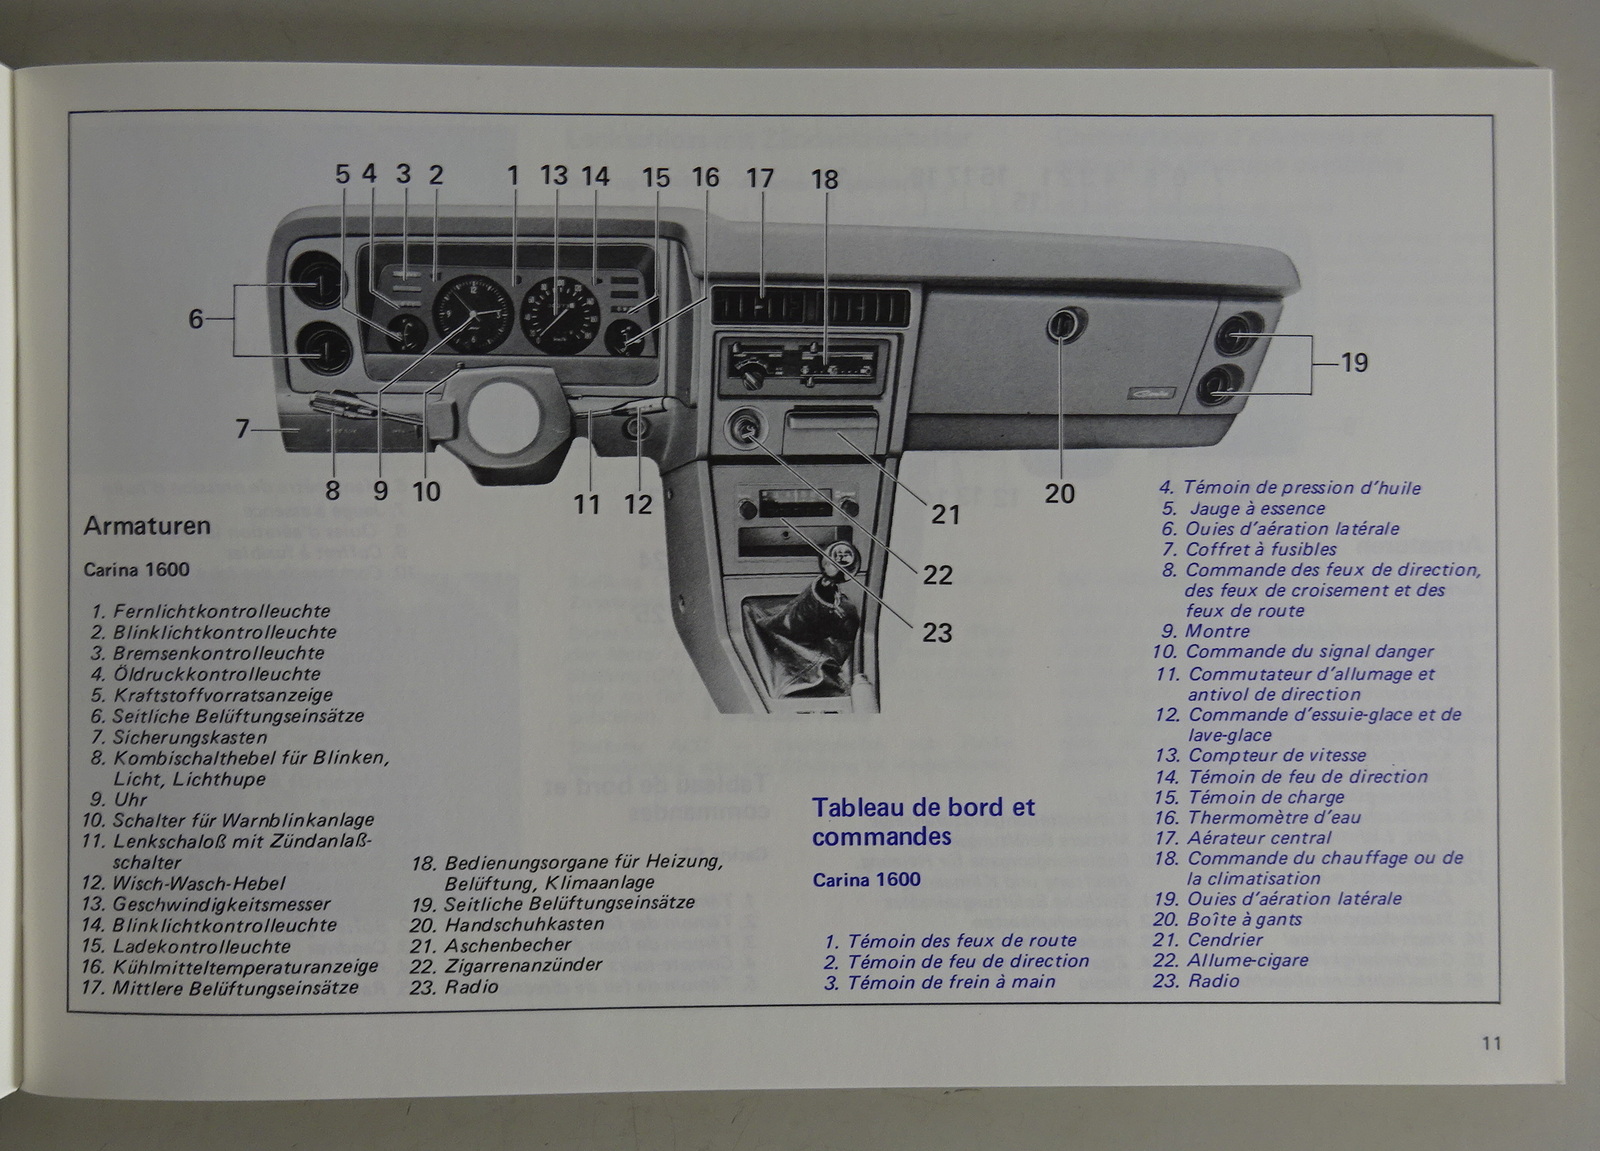 5 4 3 2 1 13 14 15 16 17 18
6
19
7
8 9 10 11 12
20
21
22
23
Armaturen
Carina 1600
1. Fernlichtkontrolleuchte
2. Blinklichtkontrolleuchte
3. Bremsenkontrolleuchte
4. Öldruckkontrolleuchte
5. Kraftstoffvorratsanzeige
6. Seitliche Belüftungseinsätze
7. Sicherungskasten
8. Kombischalthebel für Blinken,
Licht, Lichthupe
9. Uhr
10. Schalter für Warnblinkanlage
11. Lenkschaloß mit Zündanlaß-
schalter
12. Wisch-Wasch-Hebel
13. Geschwindigkeitsmesser
14. Blinklichtkontrolleuchte
15. Ladekontrolleuchte
16. Kühlmitteltemperaturanzeige
17. Mittlere Belüftungseinsätze
18. Bedienungsorgane für Heizung,
Belüftung, Klimaanlage
19. Seitliche Belüftungseinsätze
20. Handschuhkasten
21. Aschenbecher
22. Zigarrenanzünder
23. Radio
Tableau de bord et
commandes
Carina 1600
1. Témoin des feux de route
2. Témoin de feu de direction
3. Témoin de frein à main
4. Témoin de pression d'huile
5. Jauge à essence
6. Ouies d'aération latérale
7. Coffret à fusibles
8. Commande des feux de direction,
des feux de croisement et des
feux de route
9. Montre
10. Commande du signal danger
11. Commutateur d'allumage et
antivol de direction
12. Commande d'essuie-glace et de
lave-glace
13. Compteur de vitesse
14. Témoin de feu de direction
15. Témoin de charge
16. Thermomètre d'eau
17. Aérateur central
18. Commande du chauffage ou de
la climatisation
19. Ouies d'aération latérale
20. Boîte à gants
21. Cendrier
22. Allume-cigare
23. Radio
11